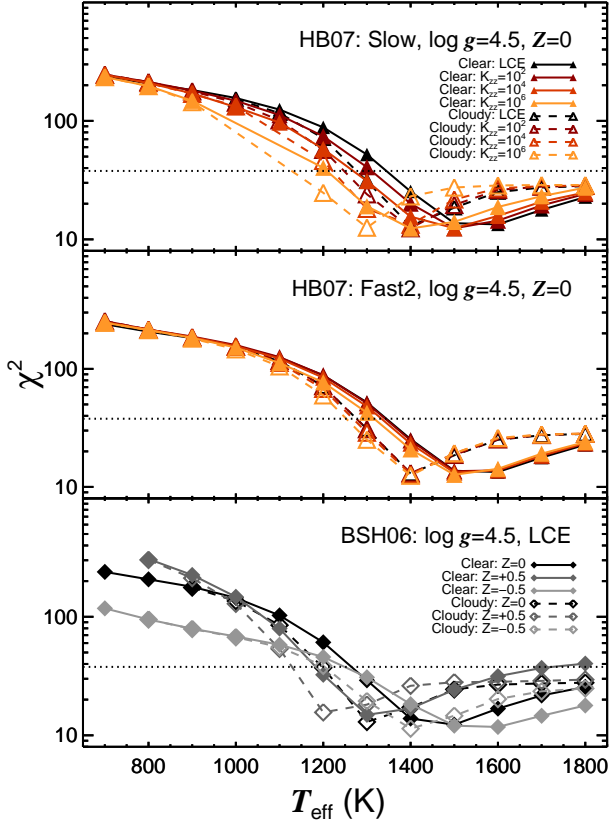 HB07: Slow, log g=4.5, Z=0
Clear: LCE
Clear: Kzz=10²
Clear: Kzz=10⁴
Clear: Kzz=10⁶
Cloudy: LCE
Cloudy: Kzz=10²
Cloudy: Kzz=10⁴
Cloudy: Kzz=10⁶
100
10
HB07: Fast2, log g=4.5, Z=0
χ²
100
10
BSH06: log g=4.5, LCE
Clear: Z=0
Clear: Z=+0.5
Clear: Z=−0.5
Cloudy: Z=0
Cloudy: Z=+0.5
Cloudy: Z=−0.5
100
10
800 1000 1200 1400 1600 1800
Teff (K)